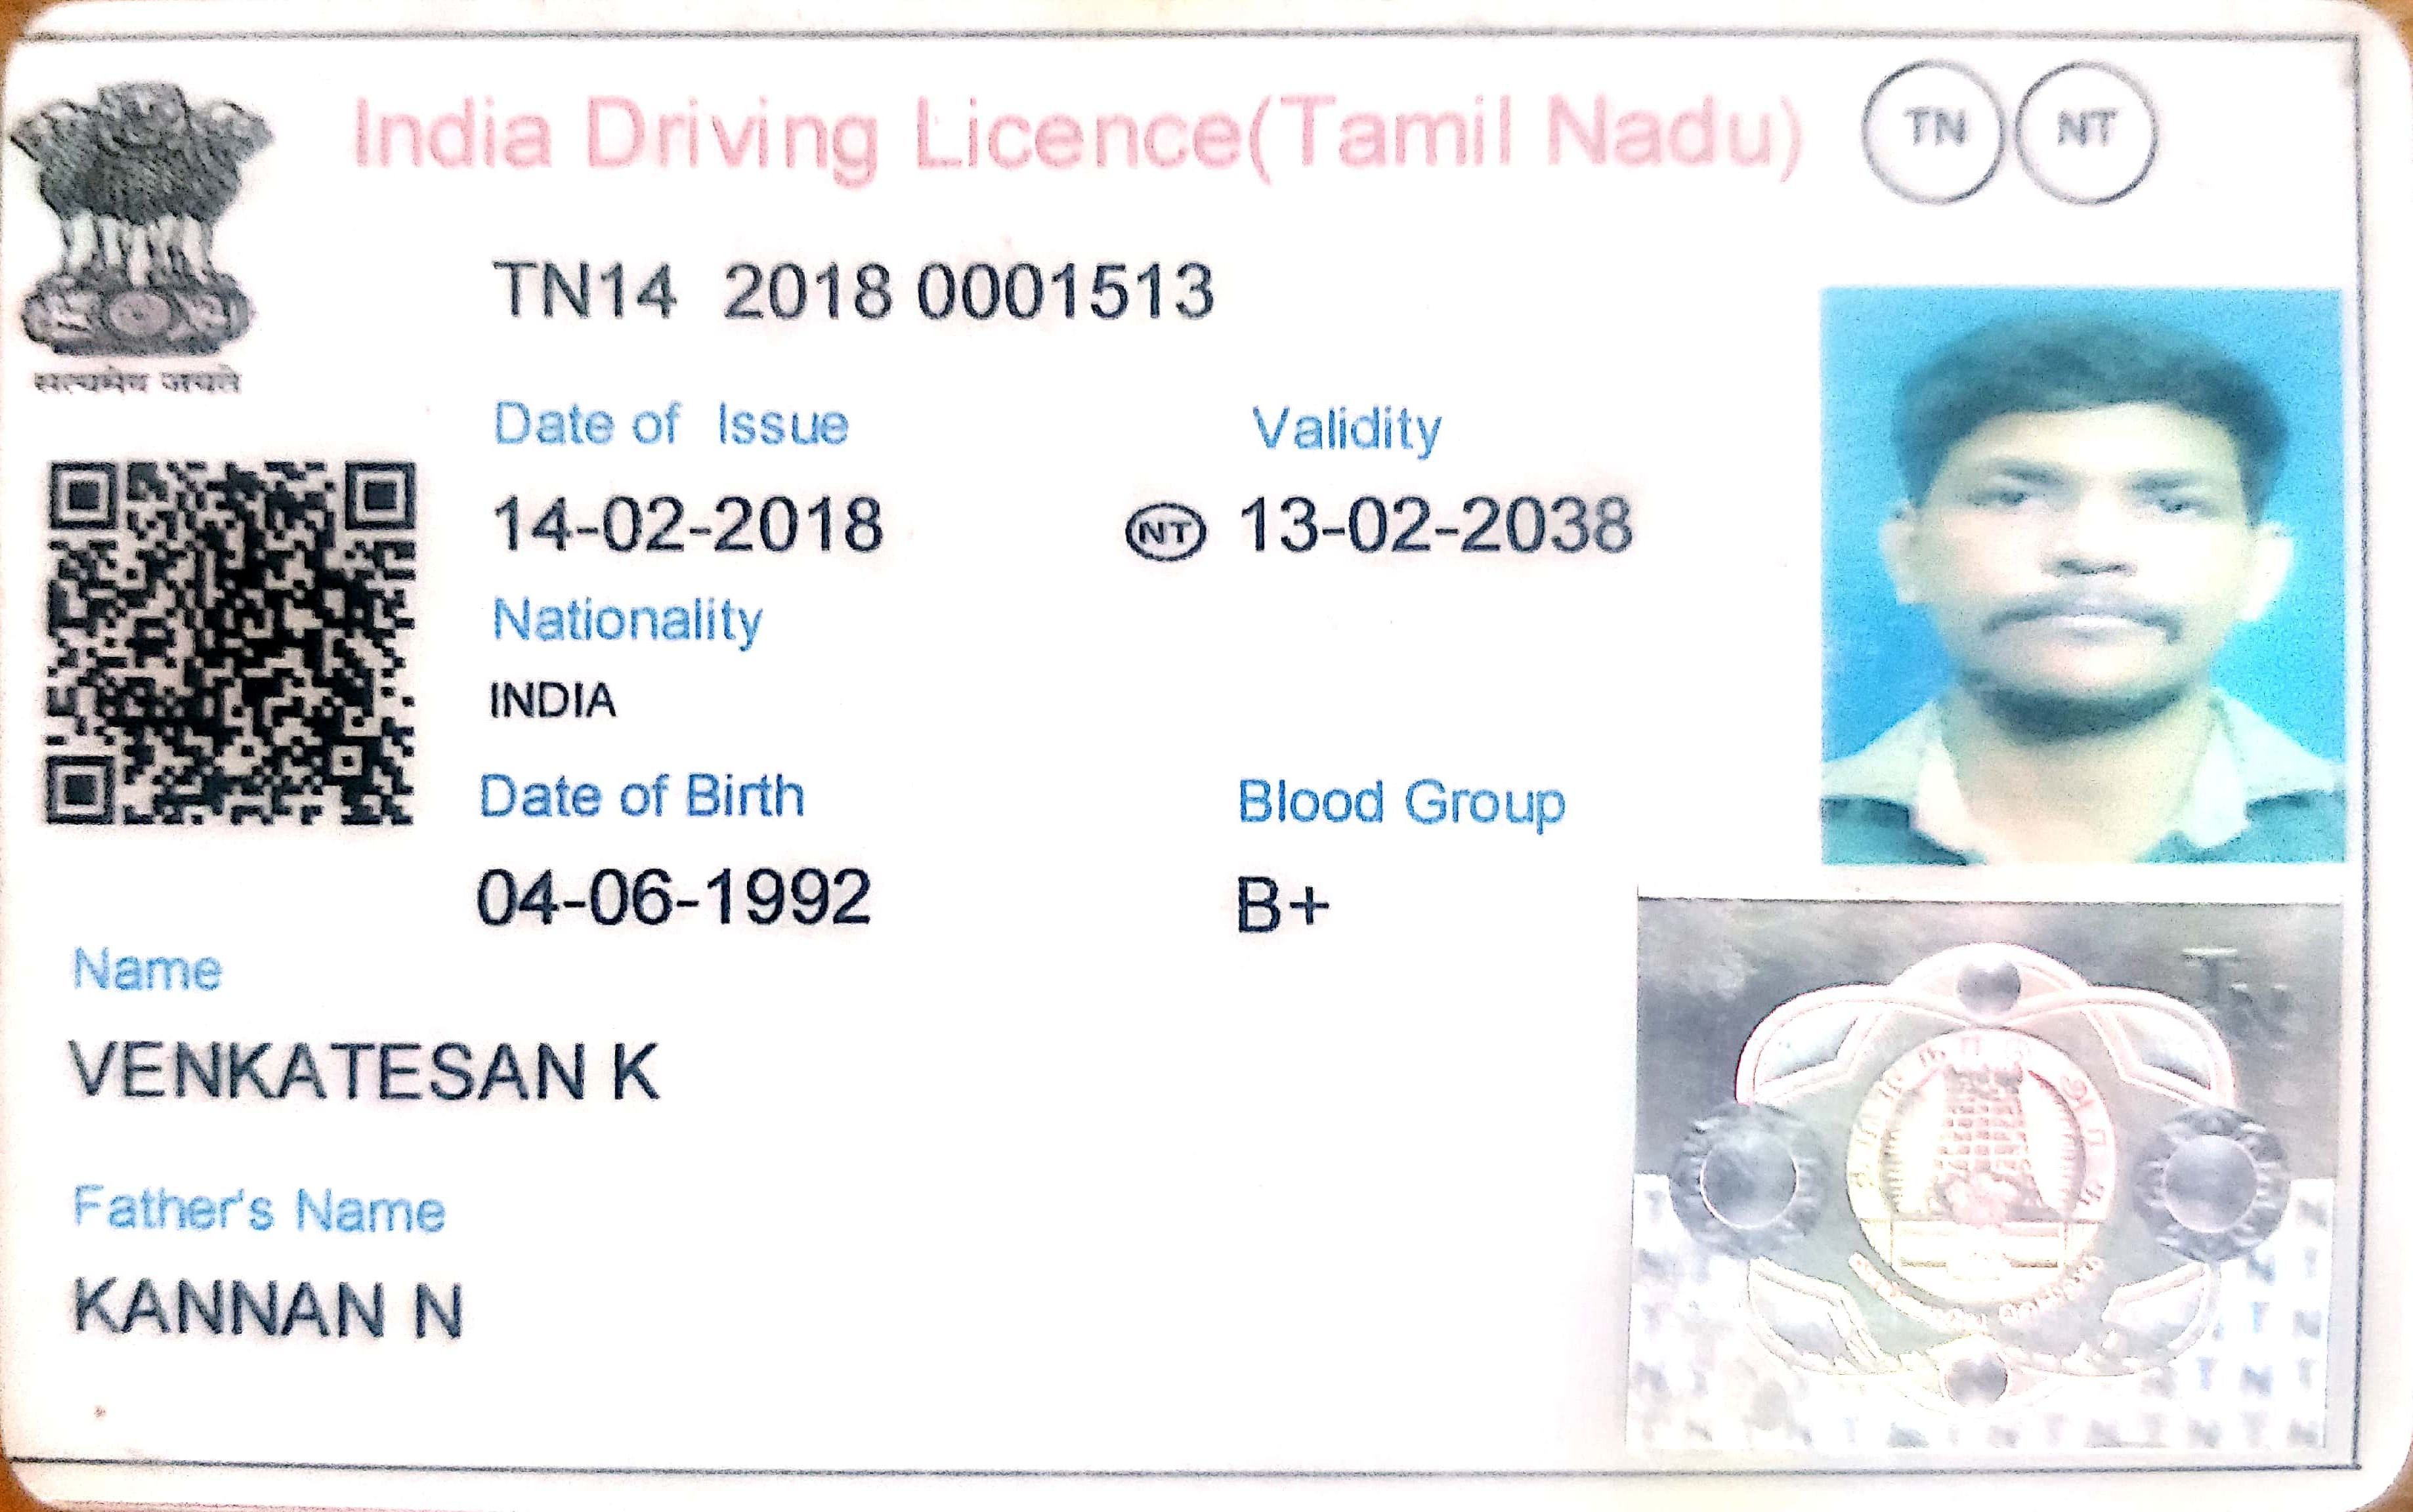 India Driving Licence(Tamil Nadu) TN NT
सत्यमेव जयते
TN14 2018 0001513
Date of Issue Validity
14-02-2018 NT 13-02-2038
Nationality
INDIA
Date of Birth Blood Group
04-06-1992 B+
Name
VENKATESAN K
Father's Name
KANNAN N